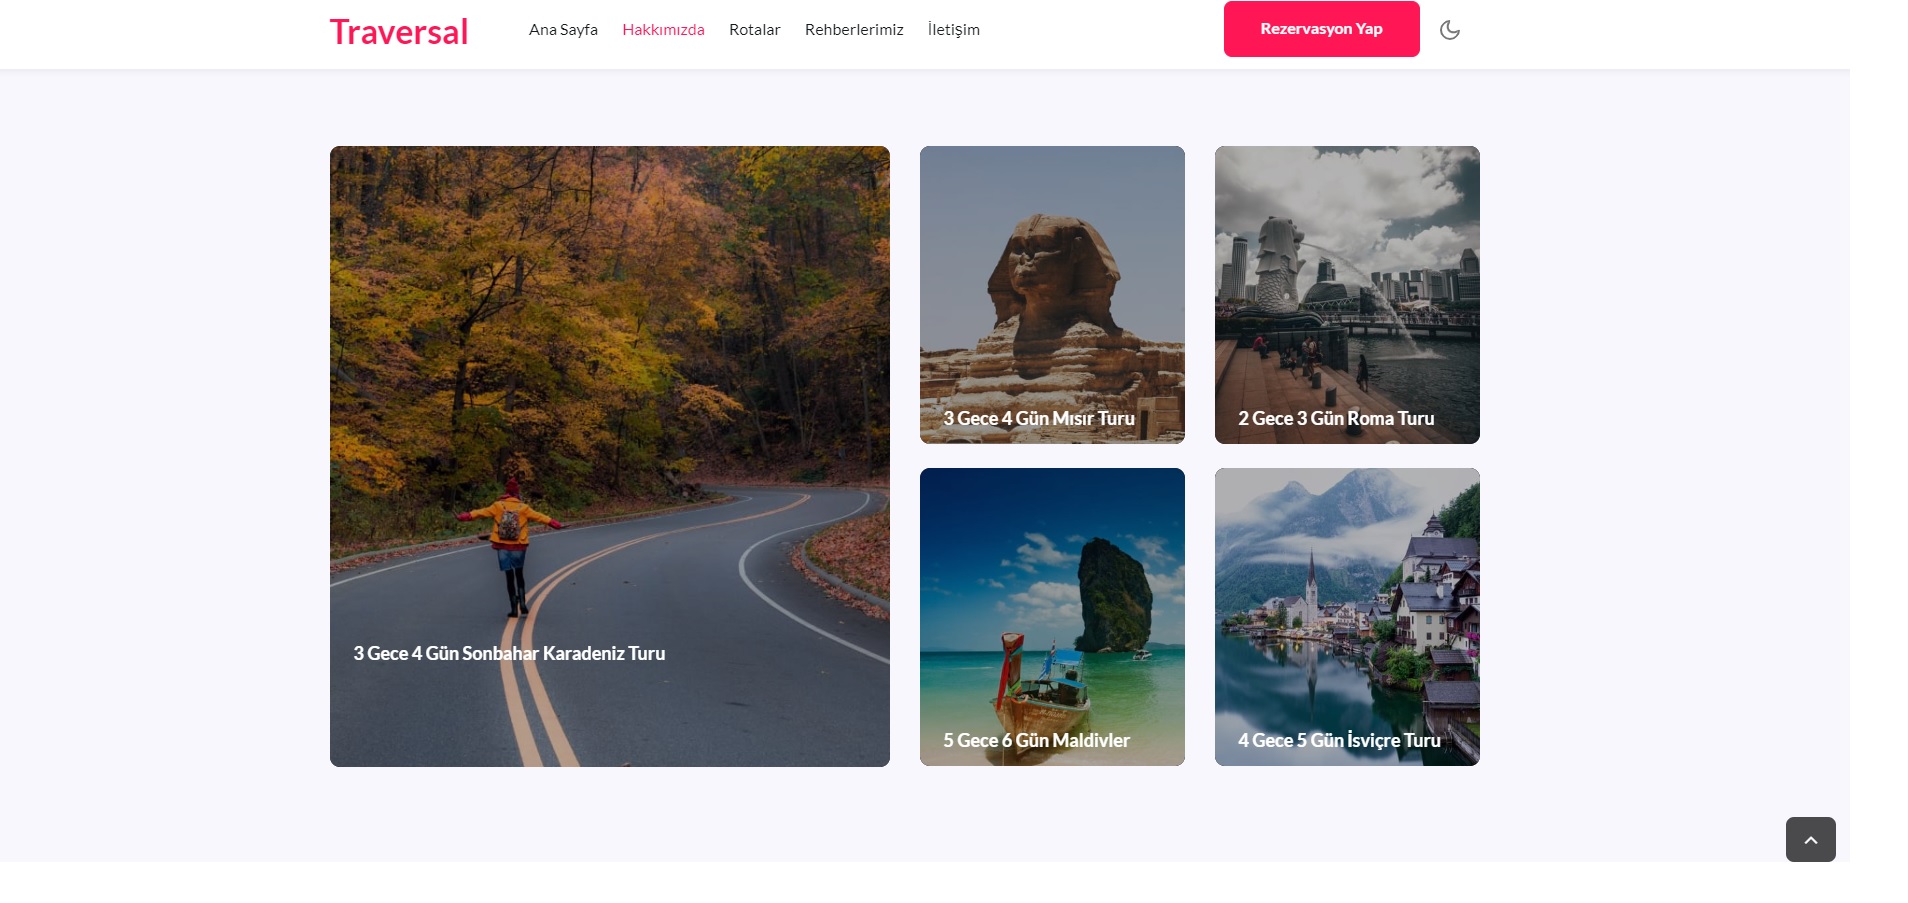 Traversal
Ana Sayfa
Hakkımızda
Rotalar
Rehberlerimiz
İletişim
Rezervasyon Yap
3 Gece 4 Gün Sonbahar Karadeniz Turu
3 Gece 4 Gün Mısır Turu
2 Gece 3 Gün Roma Turu
5 Gece 6 Gün Maldivler
4 Gece 5 Gün İsviçre Turu